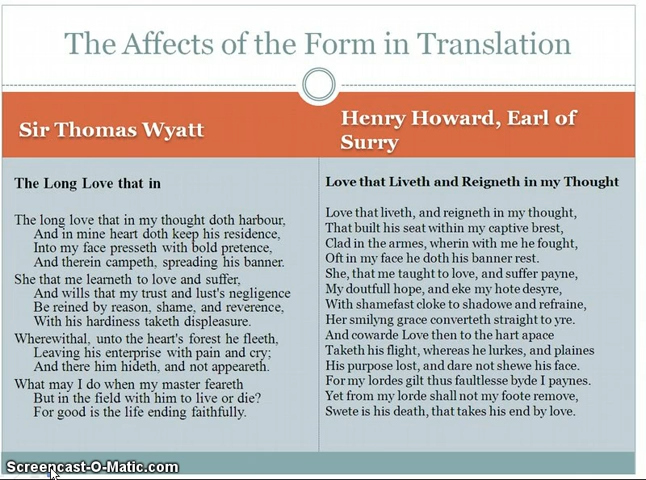 The Affects of the Form in Translation
Sir Thomas Wyatt
Henry Howard, Earl of
Surry
The Long Love that in
The long love that in my thought doth harbour,
And in mine heart doth keep his residence,
Into my face presseth with bold pretence,
And therein campeth, spreading his banner.
She that me learneth to love and suffer,
And wills that my trust and lust's negligence
Be reined by reason, shame, and reverence,
With his hardiness taketh displeasure.
Wherewithal, unto the heart's forest he fleeth,
Leaving his enterprise with pain and cry;
And there him hideth, and not appeareth.
What may I do when my master feareth
But in the field with him to live or die?
For good is the life ending faithfully.
Love that Liveth and Reigneth in my Thought
Love that liveth, and reigneth in my thought,
That built his seat within my captive brest,
Clad in the armes, wherin with me he fought,
Oft in my face he doth his banner rest.
She, that me taught to love, and suffer payne,
My doutfull hope, and eke my hote desyre,
With shamefast cloke to shadowe and refraine,
Her smilyng grace converteth straight to yre.
And cowarde Love then to the hart apace
Taketh his flight, whereas he lurkes, and plaines
His purpose lost, and dare not shewe his face.
For my lordes gilt thus faultlesse byde I paynes.
Yet from my lorde shall not my foote remove,
Swete is his death, that takes his end by love.
Screencast-O-Matic.com